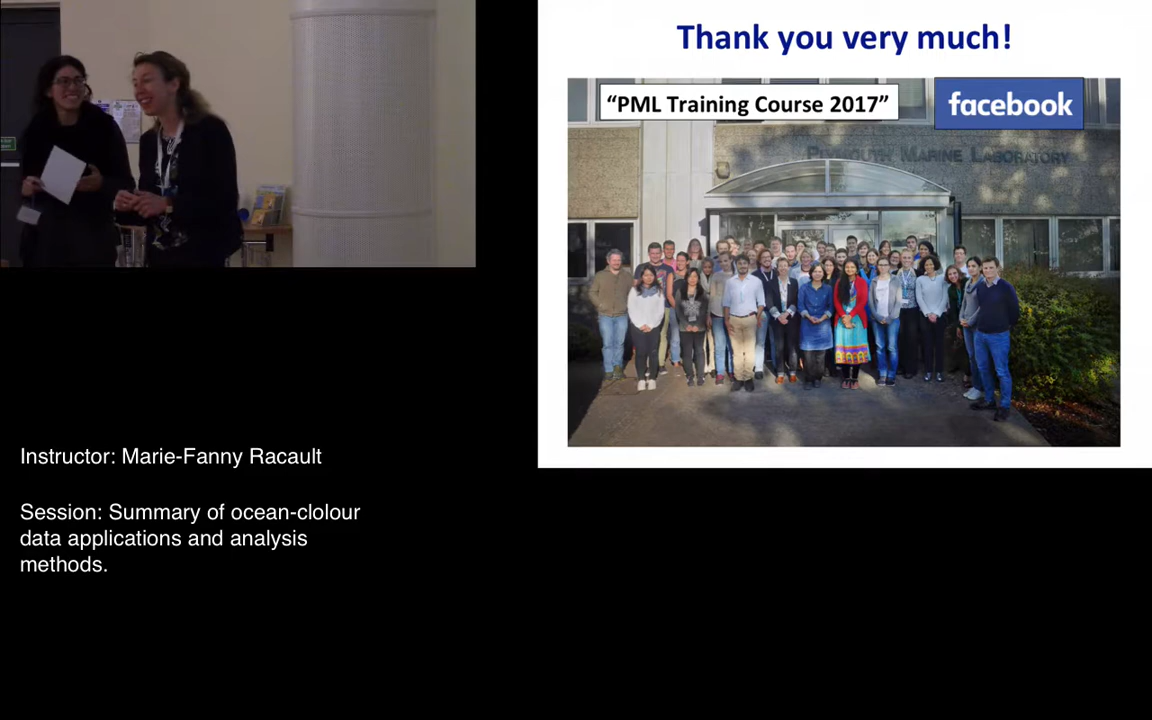 Thank you very much!
“PML Training Course 2017”
facebook
PLYMOUTH MARINE LABORATORY
Instructor: Marie-Fanny Racault
Session: Summary of ocean-clolour
data applications and analysis
methods.